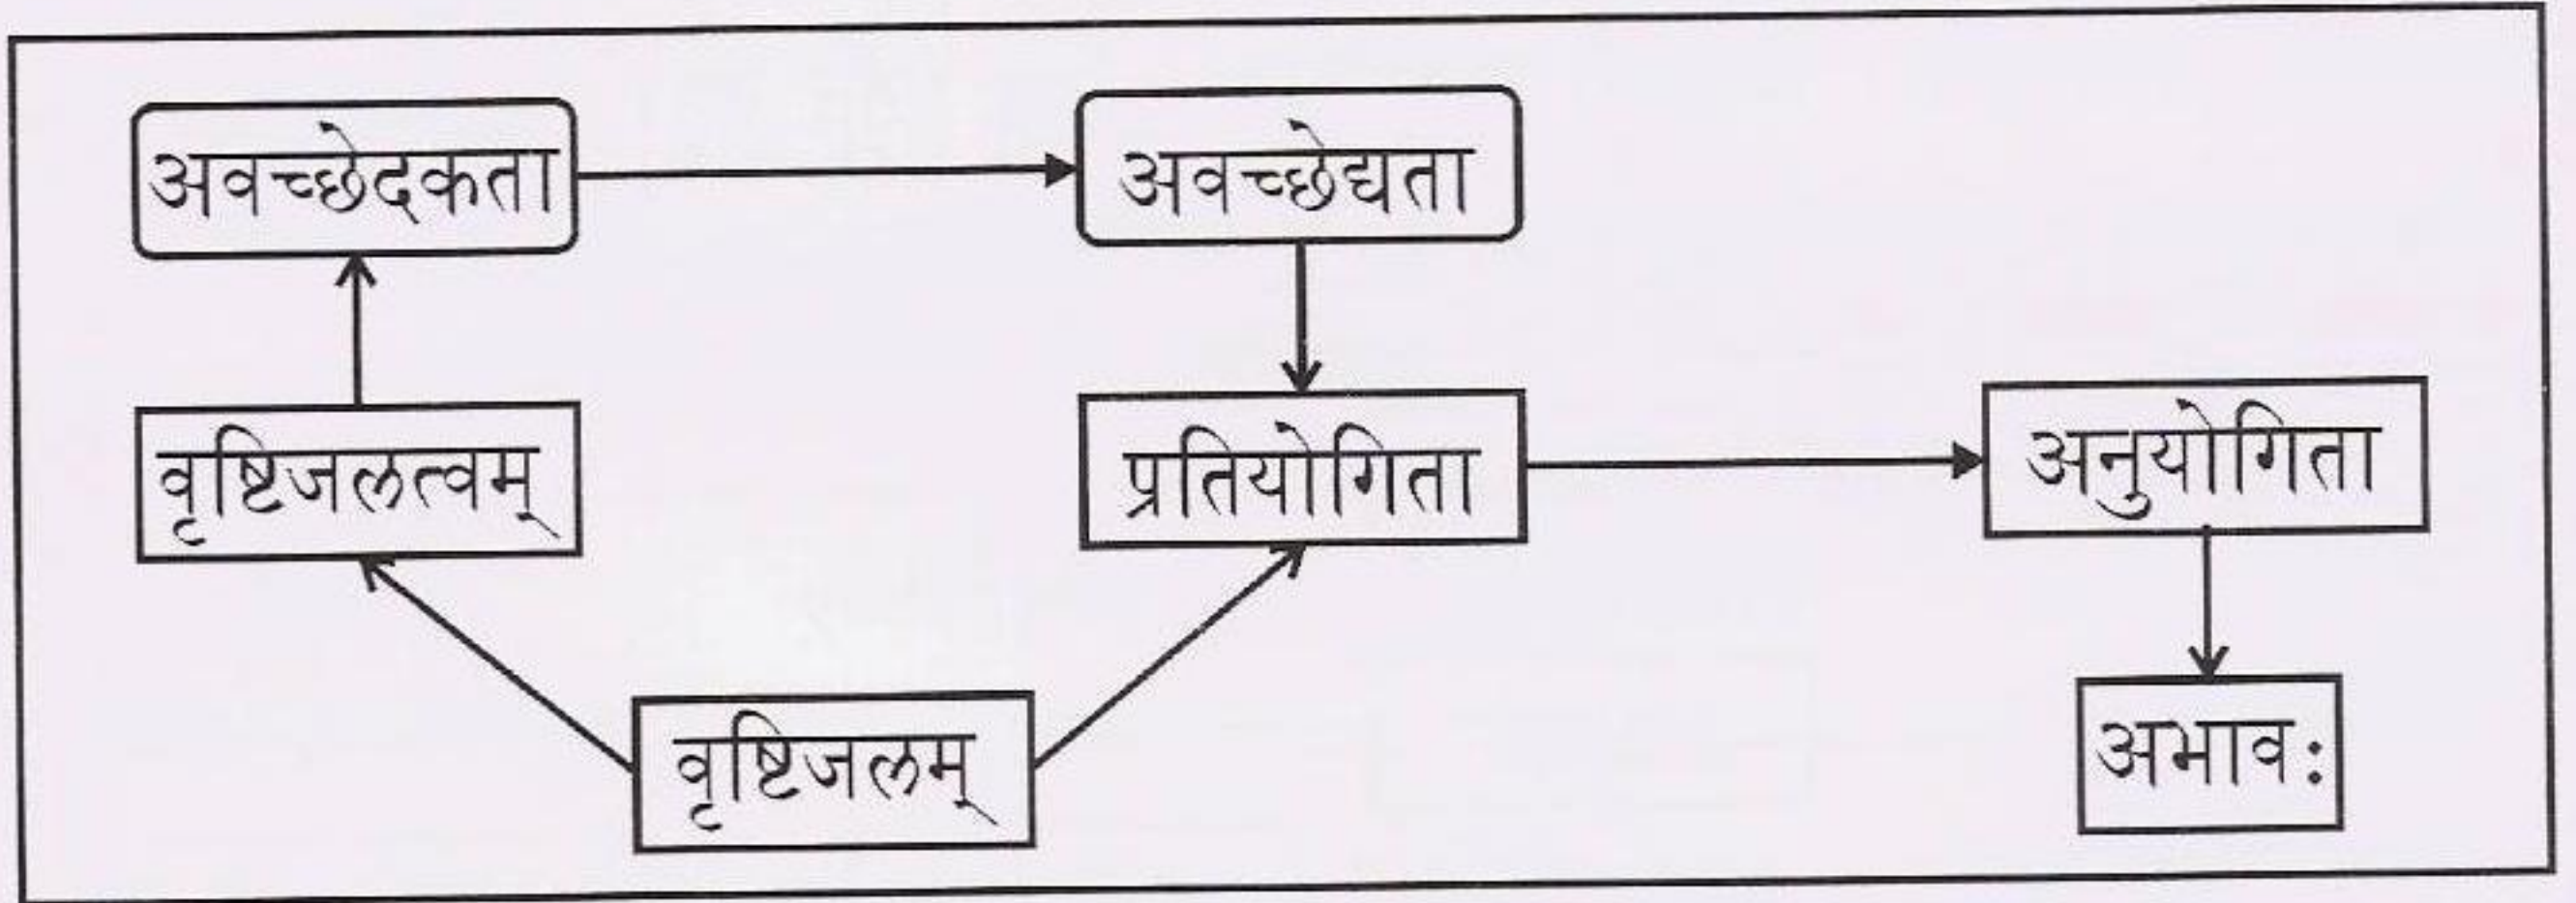 अवच्छेदकता
अवच्छेद्यता
वृष्टिजलत्वम्
प्रतियोगिता
अनुयोगिता
वृष्टिजलम्
अभाव: